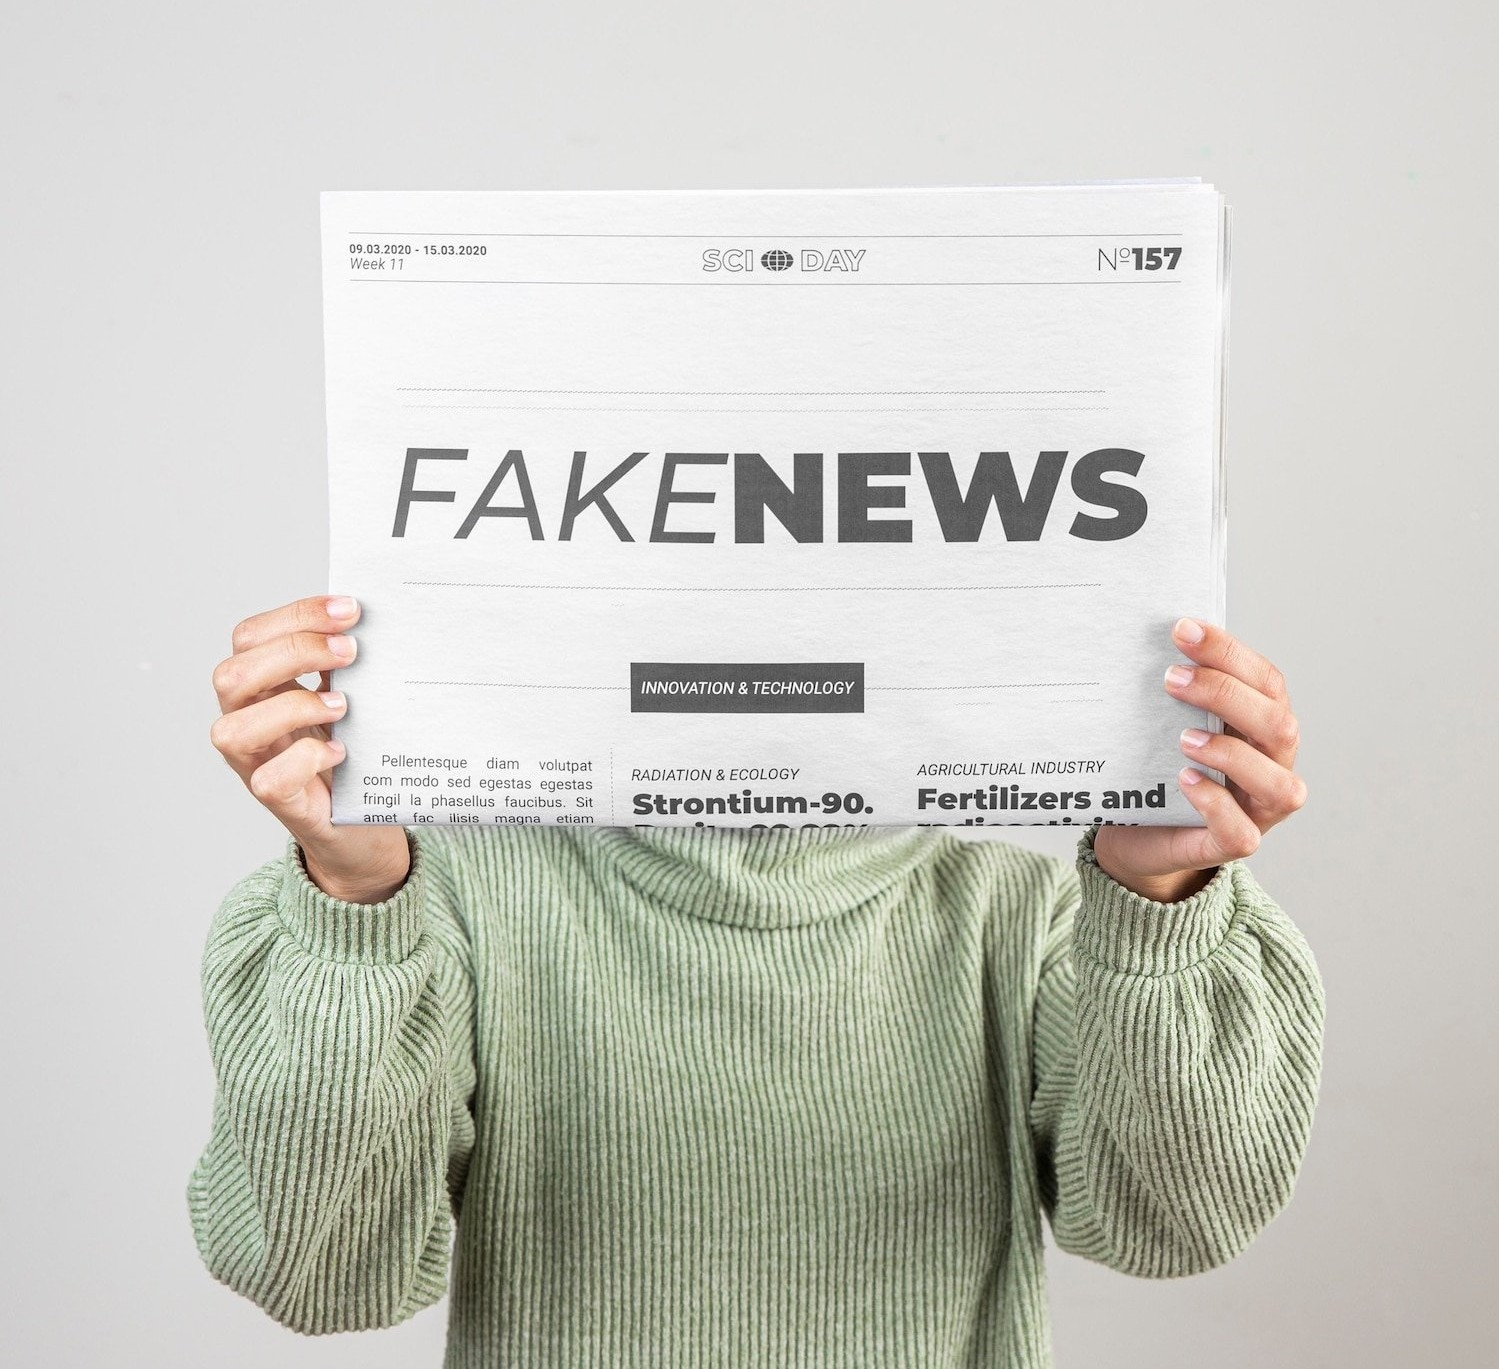 09.03.2020 - 15.03.2020
Week 11
SCI DAY
Nº157
FAKENEWS
INNOVATION & TECHNOLOGY
Pellentesque diam volutpat
com modo sed egestas egestas
fringil la phasellus faucibus. Sit
amet fac ilisis magna etiam
RADIATION & ECOLOGY
Strontium-90.
AGRICULTURAL INDUSTRY
Fertilizers and
radioactivity